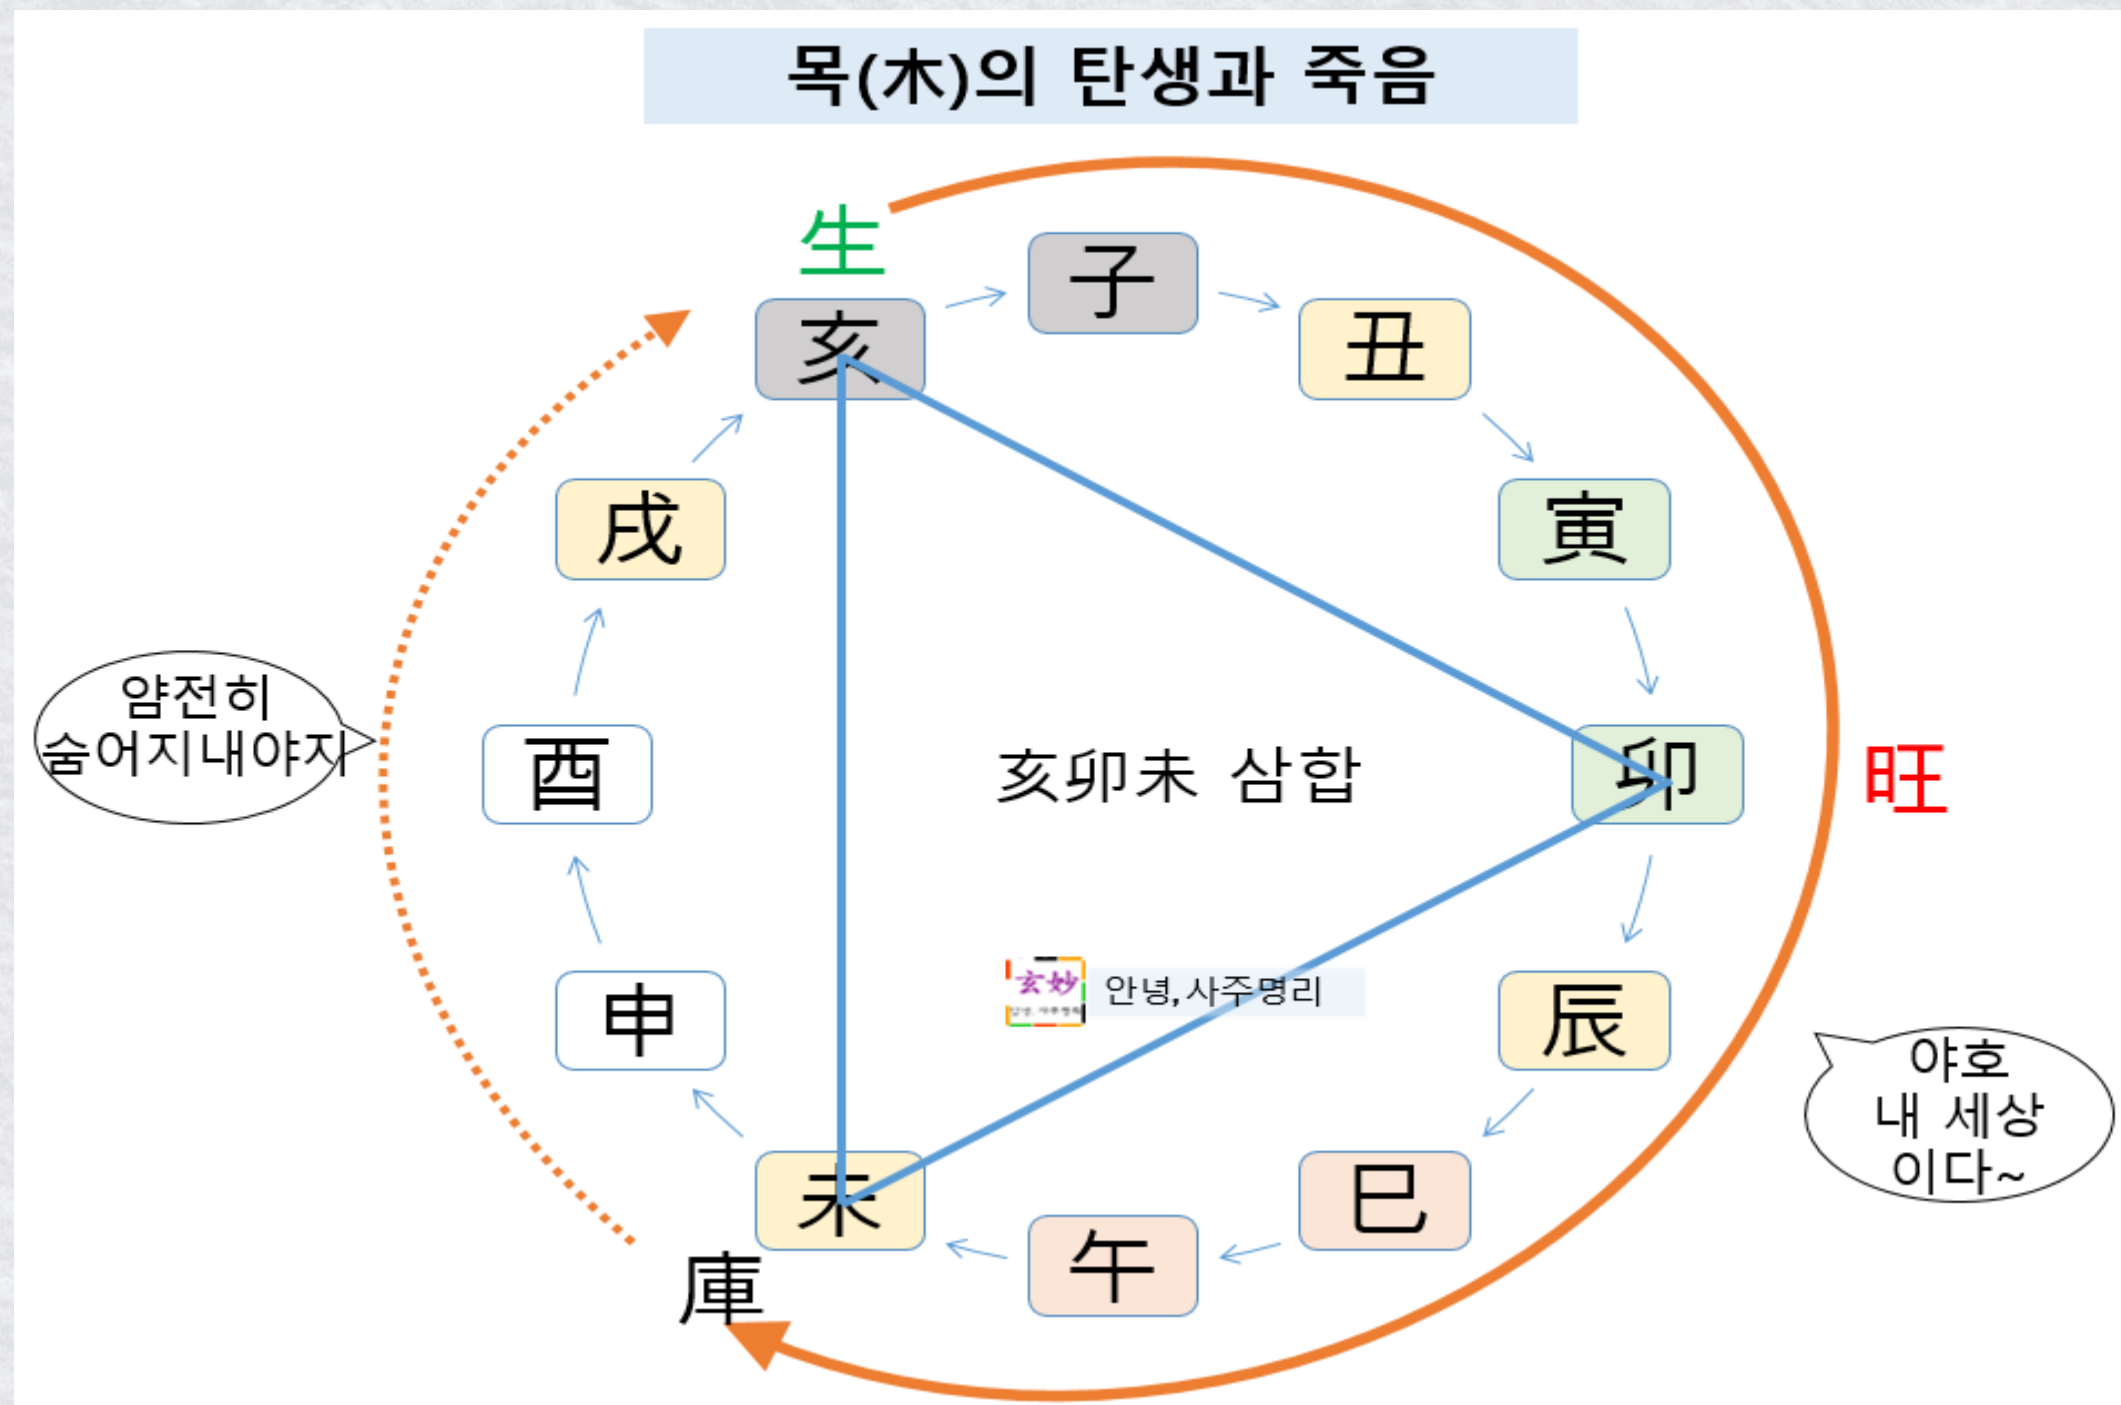 목(木)의 탄생과 죽음
生
子
亥
丑
戌
寅
얌전히
숨어지내야지
酉
亥卯未 삼합
卯
旺
玄妙
안녕, 사주명리
申
辰
야호
내 세상
이다~
未
巳
庫
午